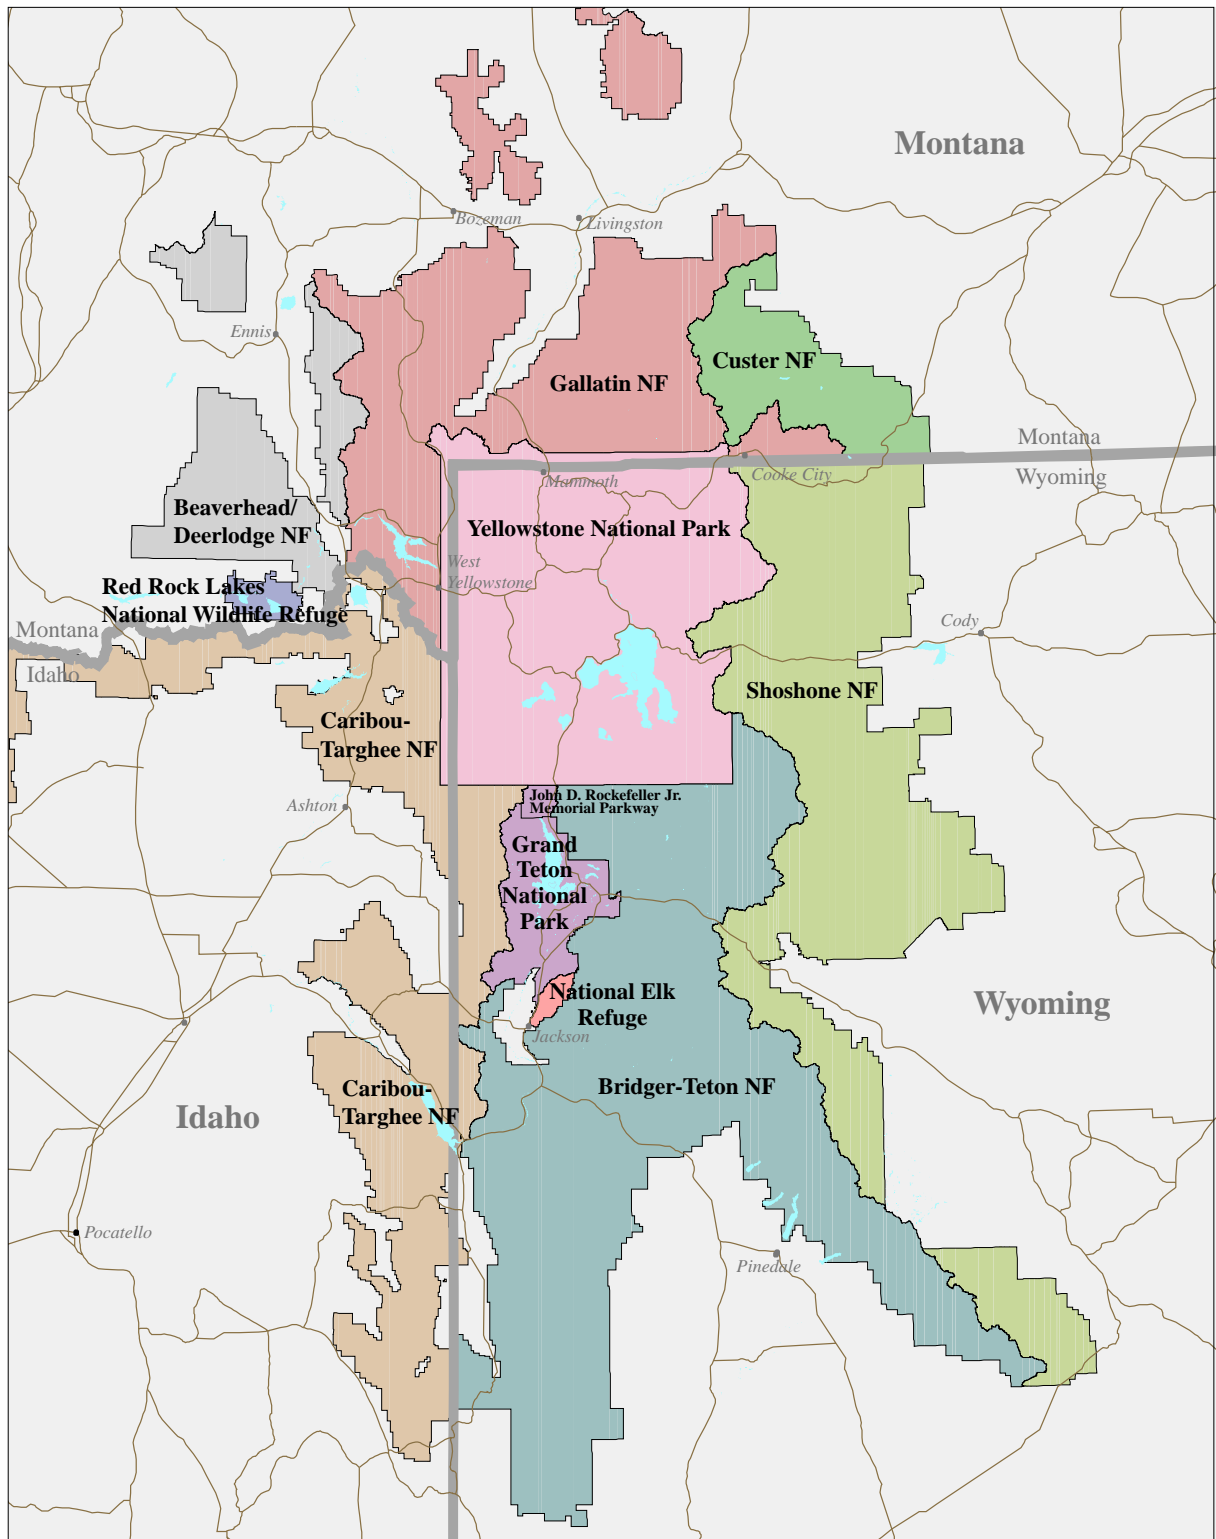 Montana
Bozeman
Livingston
Ennis
Custer NF
Gallatin NF
Montana
Wyoming
Cooke City
Mammoth
Beaverhead/
Deerlodge NF
Yellowstone National Park
West
Yellowstone
Red Rock Lakes
National Wildlife Refuge
Montana
Idaho
Cody
Shoshone NF
Caribou-
Targhee NF
Ashton
John D. Rockefeller Jr.
Memorial Parkway
Grand
Teton
National
Park
National Elk
Refuge
Wyoming
Jackson
Bridger-Teton NF
Caribou-
Targhee NF
Idaho
Pocatello
Pinedale